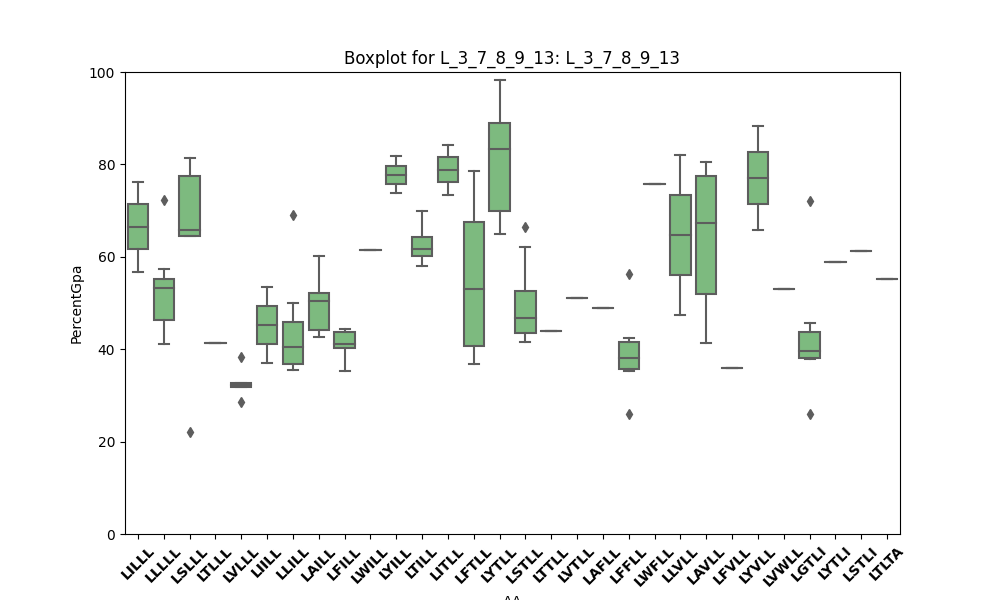 Boxplot for L_3_7_8_9_13: L_3_7_8_9_13
100
80
60
40
20
0
PercentGpa
LILLL LLLLL LSLLL LTLLL LVLLL LIILL LLILL LAILL LFILL LWILL LYILL LTILL LITLL LFTLL LYTLL LSTLL LTTLL LVTLL LAFLL LFFLL LWFLL LLVLL LAVLL LFVLL LYVLL LVWLL LGTLI LYTLI LSTLI LTLTA
AA